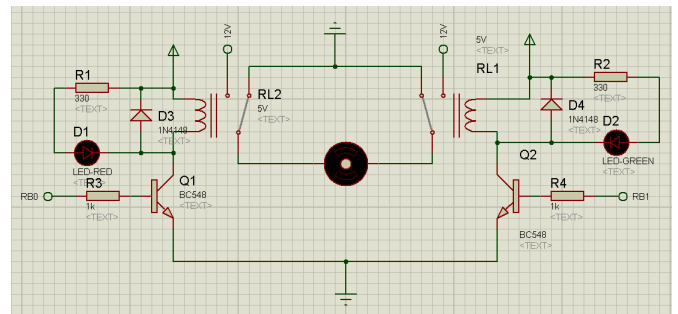 12V
12V
5V
<TEXT>
R1
330
<TEXT>
RL2
5V
<TEXT>
RL1
R2
330
<TEXT>
D3
1N4148
<TEXT>
D4
1N4148
<TEXT>
D1
LED-RED
<TEXT>
D2
LED-GREEN
<TEXT>
R3
1k
<TEXT>
RB0
Q1
BC548
<TEXT>
Q2
BC548
<TEXT>
R4
1k
<TEXT>
RB1